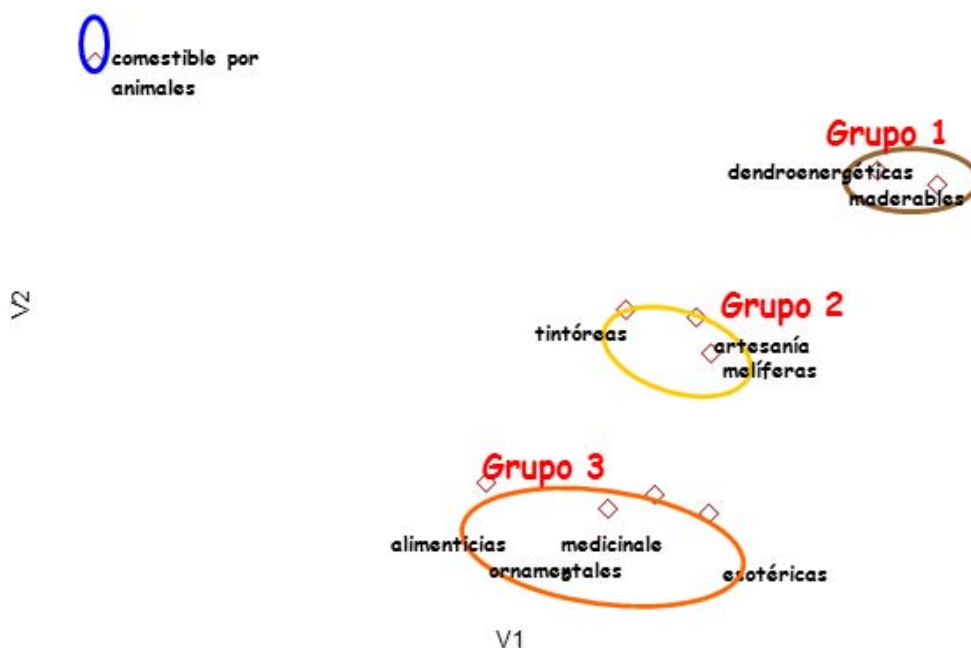 comestible por
animales
Grupo 1
dendroenergéticas
maderables
V2
Grupo 2
tintóreas
artesanía
melíferas
Grupo 3
alimenticias
medicinale
ornamentales
esotéricas
V1